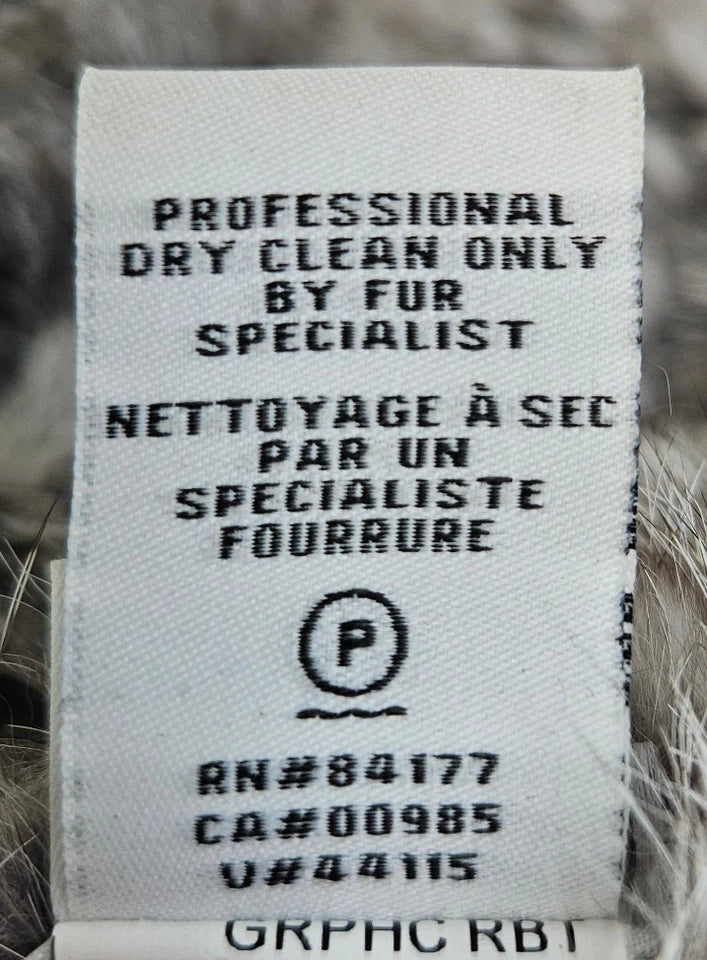 PROFESSIONAL
DRY CLEAN ONLY
BY FUR
SPECIALIST
NETTOYAGE À SEC
PAR UN
SPECIALISTE
FOURRURE
P
RN#84177
CA#00985
V#44115
GRPHC RBT